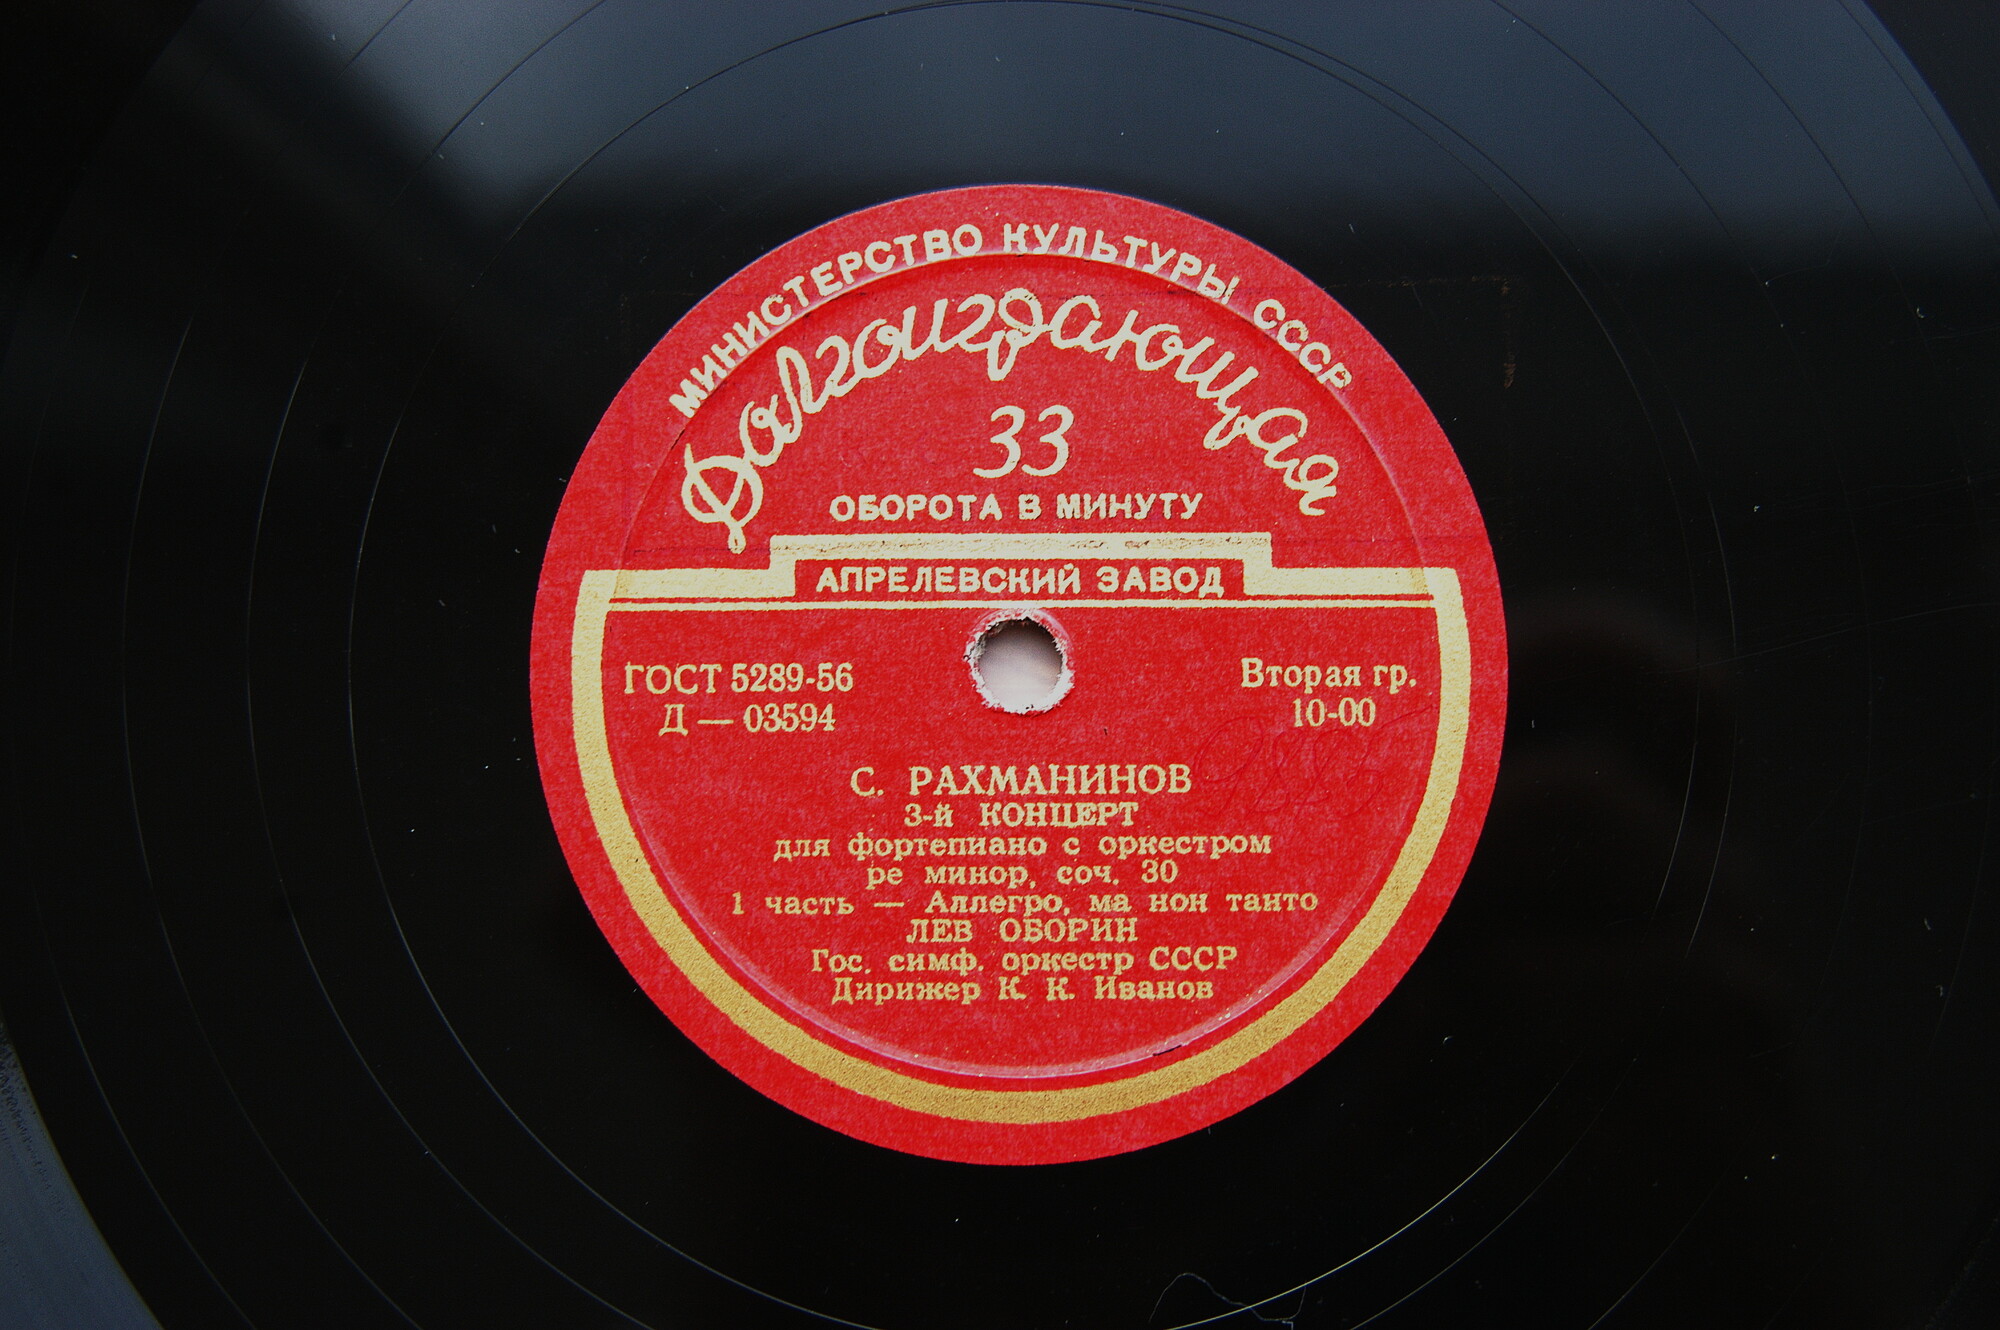 МИНИСТЕРСТВО КУЛЬТУРЫ СССР
Долгоиграющая
33
ОБОРОТА В МИНУТУ
АПРЕЛЕВСКИЙ ЗАВОД
ГОСТ 5289-56
Д — 03594
Вторая гр.
10-00
С. РАХМАНИНОВ
3-й КОНЦЕРТ
для фортепиано с оркестром
ре минор, соч. 30
1 часть — Аллегро, ма нон танто
ЛЕВ ОБОРИН
Гос. симф. оркестр СССР
Дирижер К. К. Иванов